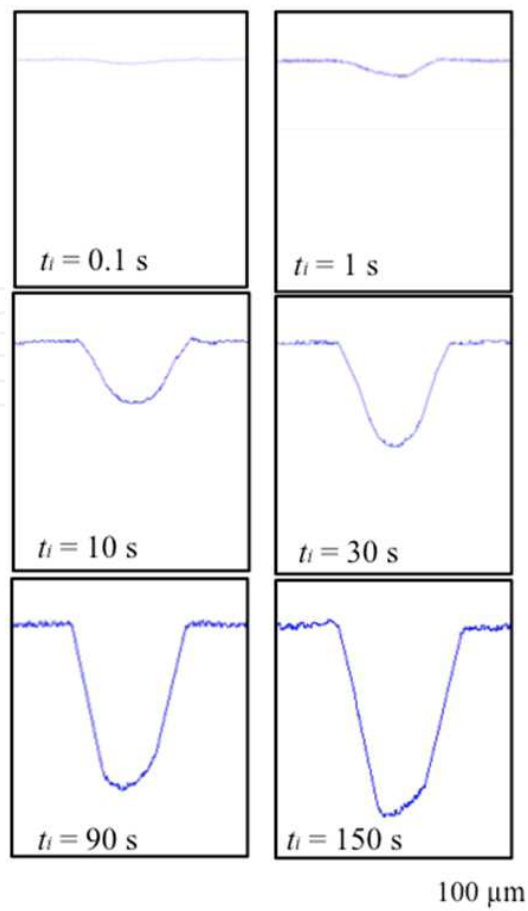 tᵢ = 0.1 s
tᵢ = 1 s
tᵢ = 10 s
tᵢ = 30 s
tᵢ = 90 s
tᵢ = 150 s
100 µm